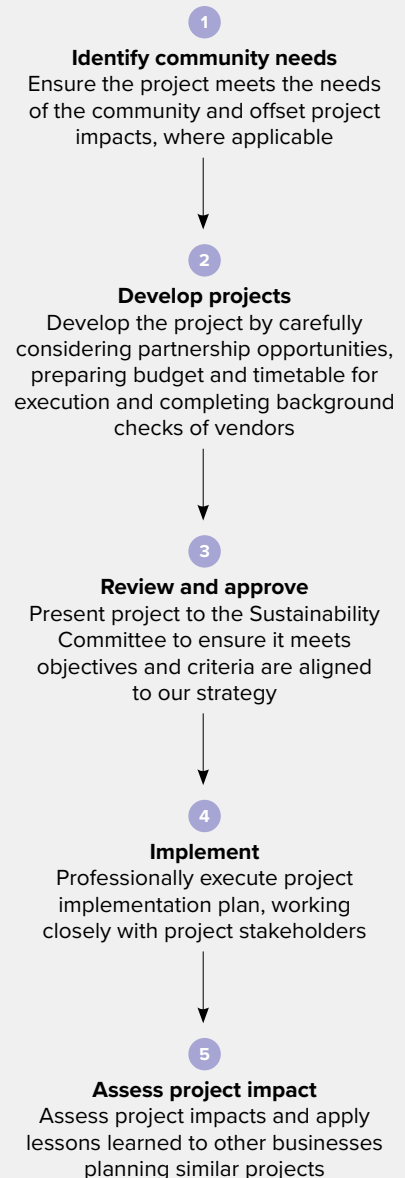 1
Identify community needs
Ensure the project meets the needs
of the community and offset project
impacts, where applicable
2
Develop projects
Develop the project by carefully
considering partnership opportunities,
preparing budget and timetable for
execution and completing background
checks of vendors
3
Review and approve
Present project to the Sustainability
Committee to ensure it meets
objectives and criteria are aligned
to our strategy
4
Implement
Professionally execute project
implementation plan, working
closely with project stakeholders
5
Assess project impact
Assess project impacts and apply
lessons learned to other businesses
planning similar projects